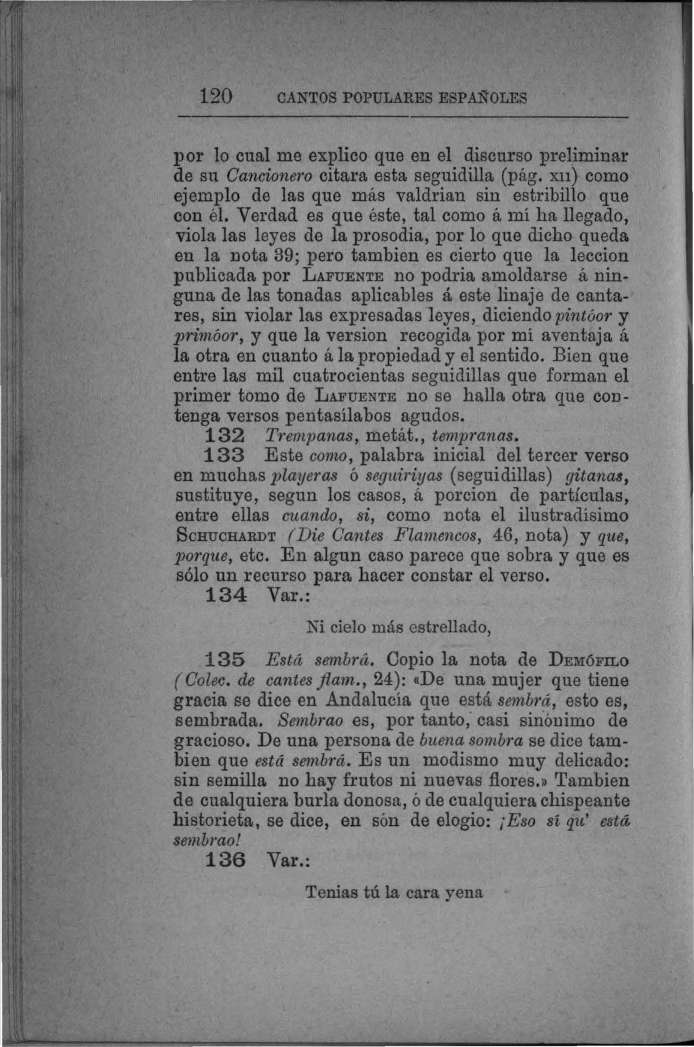 120 CANTOS POPULARES ESPAÑOLES
por lo cual me explico que en el discurso preliminar
de su Cancionero citara esta seguidilla (pág. XII) como
ejemplo de las que más valdrian sin estribillo que
con él. Verdad es que éste, tal como á mí ha llegado,
viola las leyes de la prosodia, por lo que dicho queda
en la nota 39; pero tambien es cierto que la leccion
publicada por LAFUENTE no podria amoldarse á nin-
guna de las tonadas aplicables á este linaje de canta-
res, sin violar las expresadas leyes, diciendo pintóor y
primóor, y que la version recogida por mi aventaja á
la otra en cuanto á la propiedad y el sentido. Bien que
entre las mil cuatrocientas seguidillas que forman el
primer tomo de LAFUENTE no se halla otra que con-
tenga versos pentasílabos agudos.
132 Trempanas, metát., tempranas.
133 Este como, palabra inicial del tercer verso
en muchas playeras ó seguiriyas (seguidillas) gitanas,
sustituye, segun los casos, á porcion de partículas,
entre ellas cuando, si, como nota el ilustradísimo
SCHUCHARDT (Die Cantes Flamencos, 46, nota) y que,
porque, etc. En algun caso parece que sobra y que es
sólo un recurso para hacer constar el verso.
134 Var.:
Ni cielo más estrellado,
135 Está sembrá. Copio la nota de DEMÓFILO
(Colec. de cantes flam., 24): «De una mujer que tiene
gracia se dice en Andalucía que está sembrá, esto es,
sembrada. Sembrao es, por tanto, casi sinónimo de
gracioso. De una persona de buena sombra se dice tam-
bien que está sembrá. Es un modismo muy delicado:
sin semilla no hay frutos ni nuevas flores.» Tambien
de cualquiera burla donosa, ó de cualquiera chispeante
historieta, se dice, en són de elogio: ¡Eso sí qu' está
sembrao!
136 Var.:
Tenias tú la cara yena